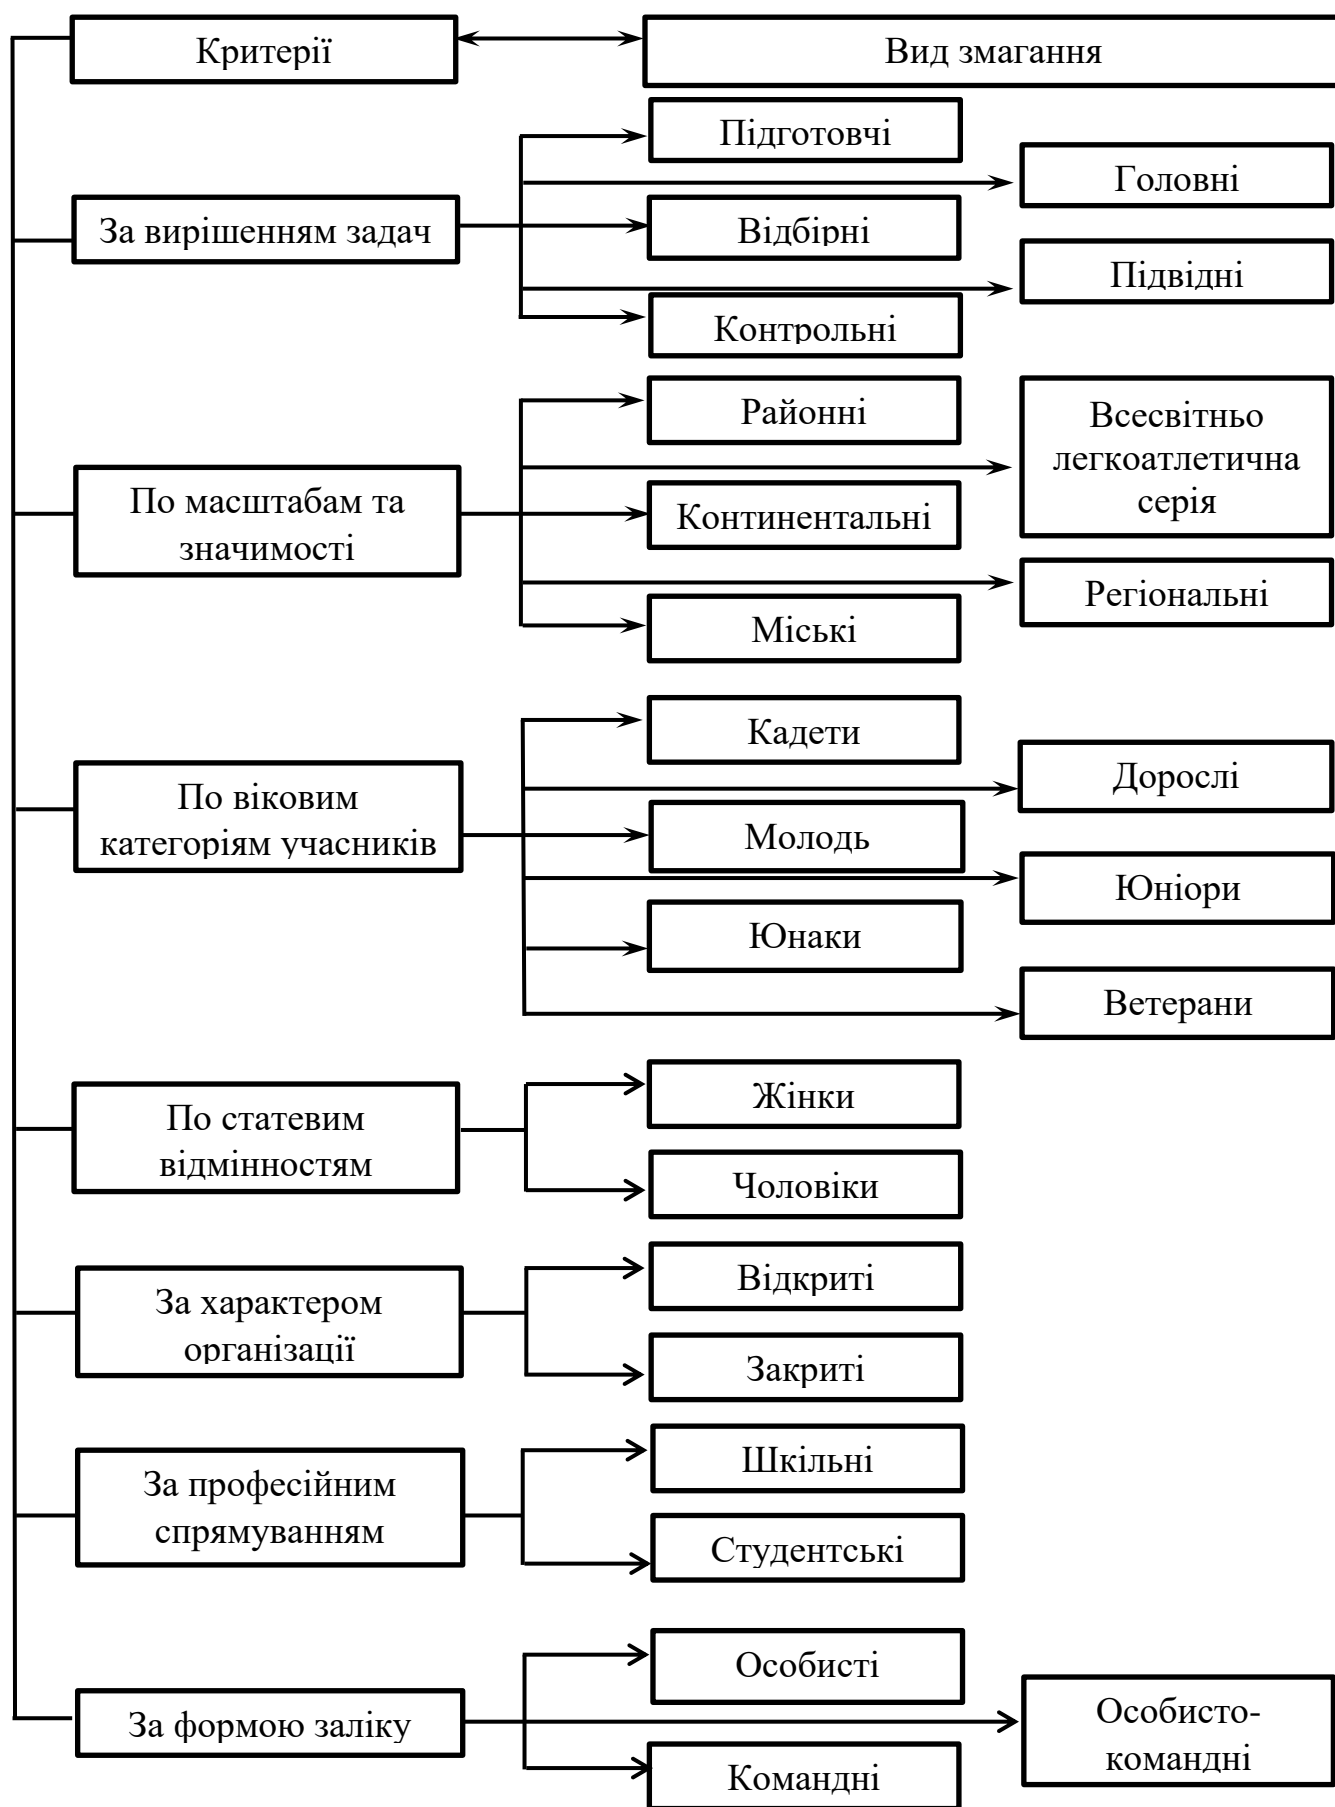 Критерії
Вид змагання
Підготовчі
Головні
За вирішенням задач
Відбірні
Підвідні
Контрольні
Районні
Всесвітньо
легкоатлетична
серія
По масштабам та
значимості
Континентальні
Регіональні
Міські
Кадети
Дорослі
По віковим
категоріям учасників
Молодь
Юніори
Юнаки
Ветерани
По статевим
відмінностям
Жінки
Чоловіки
За характером
організації
Відкриті
Закриті
За професійним
спрямуванням
Шкільні
Студентські
За формою заліку
Особисті
Особисто-
командні
Командні